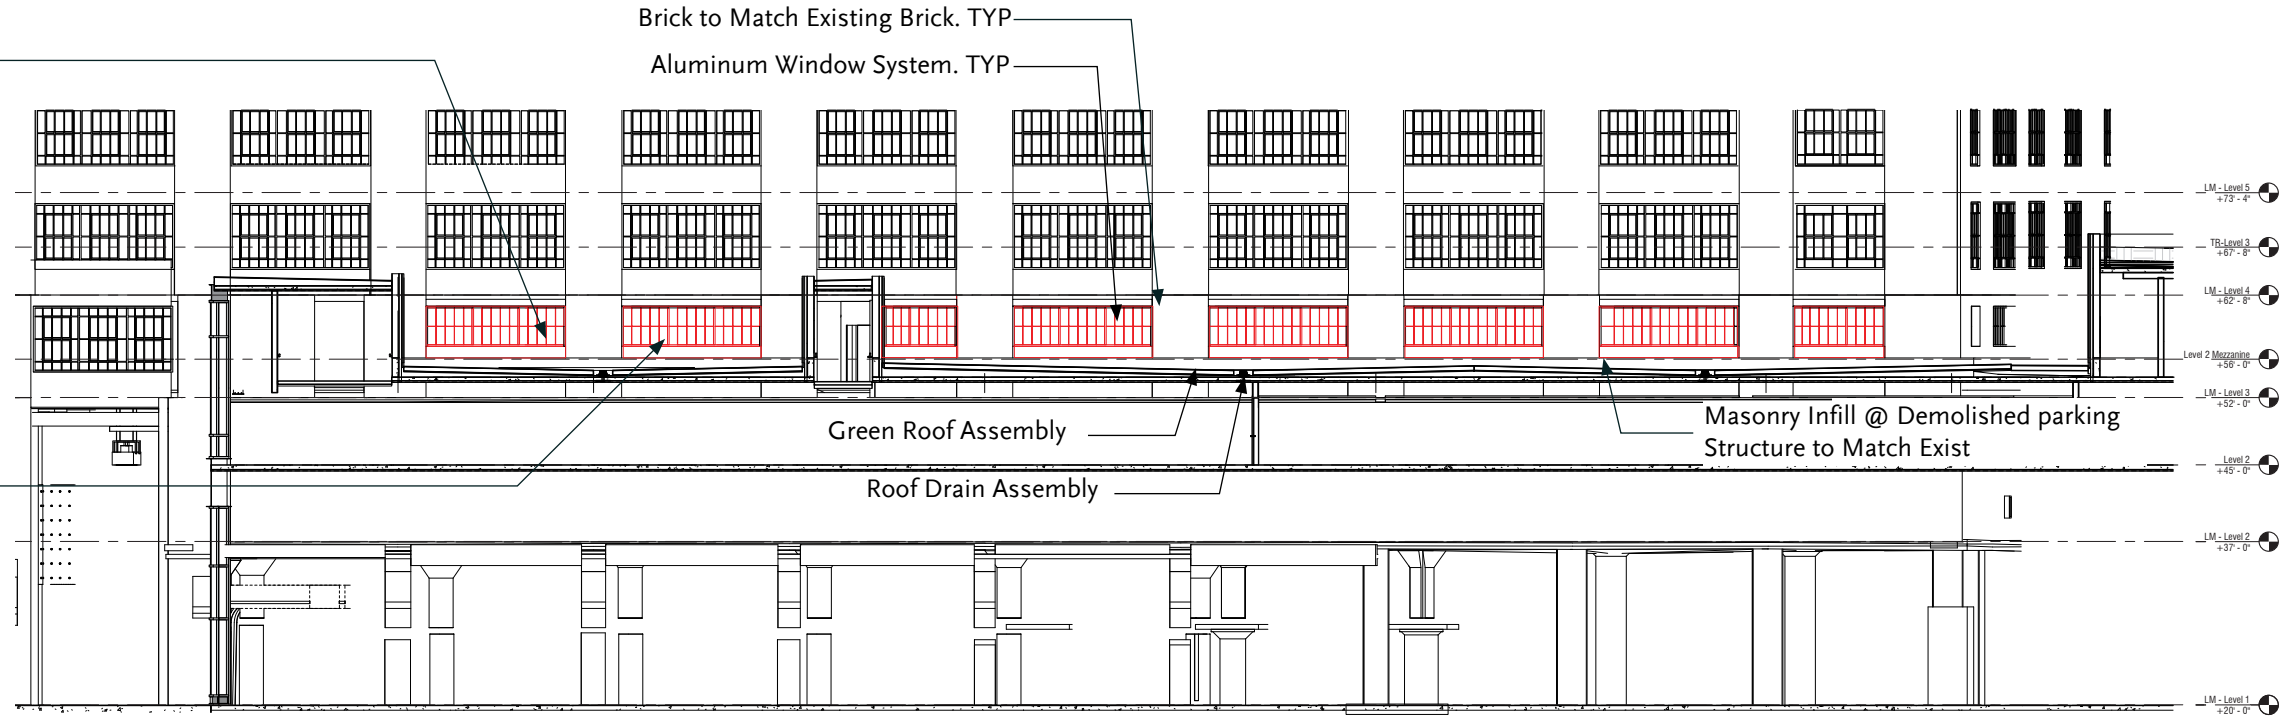 Brick to Match Existing Brick. TYP
Aluminum Window System. TYP
LM - Level 5
+73' - 4"
TR-Level 3
+67' - 8"
LM - Level 4
+62' - 8"
Level 2 Mezzanine
+56' - 0"
LM - Level 3
+52' - 0"
Green Roof Assembly
Masonry Infill @ Demolished parking
Structure to Match Exist
Level 2
+45' - 0"
Roof Drain Assembly
LM - Level 2
+37' - 0"
LM - Level 1
+20' - 0"